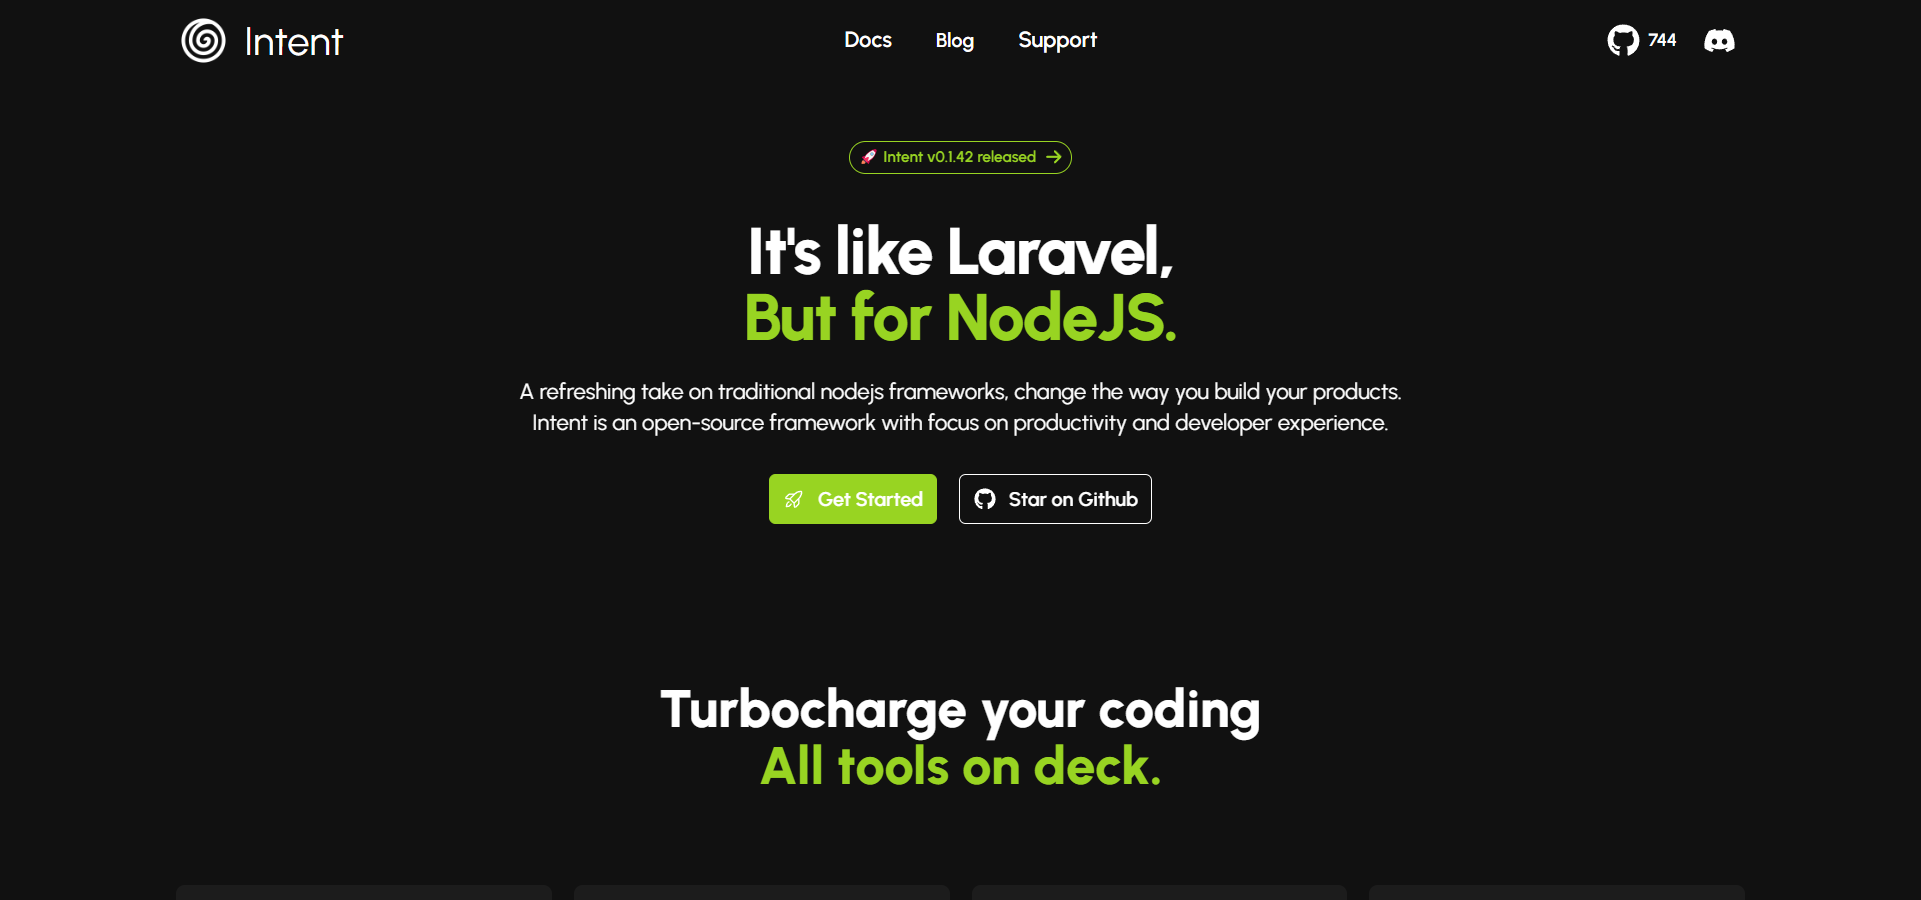 Intent
Docs
Blog
Support
744
🚀 Intent v0.1.42 released →
It's like Laravel,
But for NodeJS.
A refreshing take on traditional nodejs frameworks, change the way you build your products.
Intent is an open-source framework with focus on productivity and developer experience.
Get Started
Star on Github
Turbocharge your coding
All tools on deck.